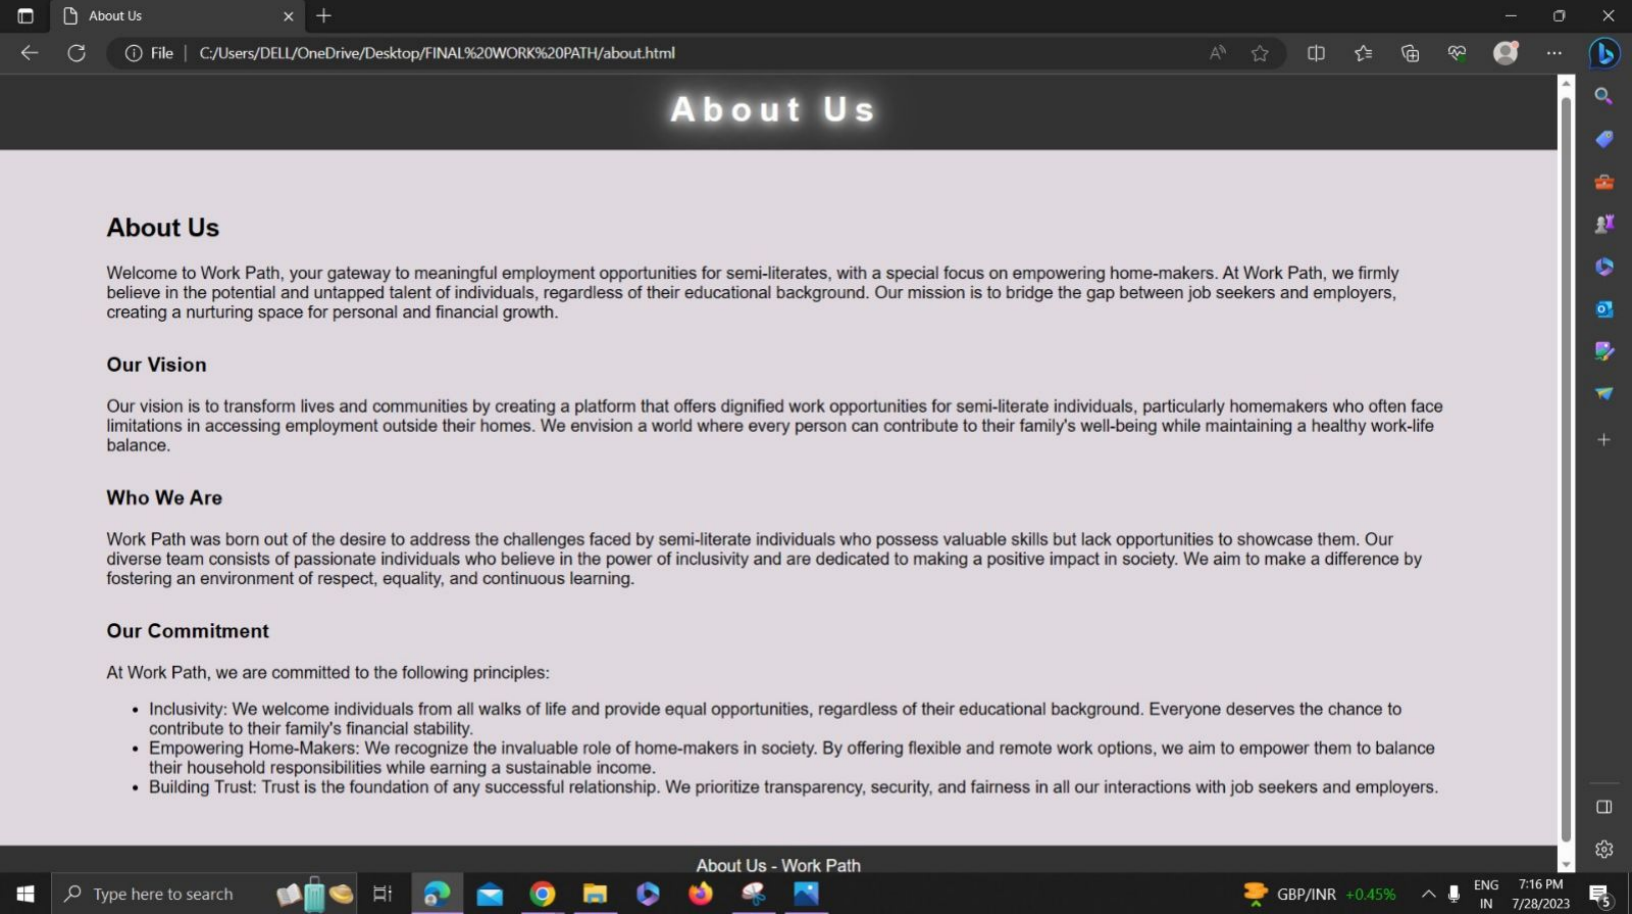 About Us
File | C:/Users/DELL/OneDrive/Desktop/FINAL%20WORK%20PATH/about.html
About Us
About Us
Welcome to Work Path, your gateway to meaningful employment opportunities for semi-literates, with a special focus on empowering home-makers. At Work Path, we firmly
believe in the potential and untapped talent of individuals, regardless of their educational background. Our mission is to bridge the gap between job seekers and employers,
creating a nurturing space for personal and financial growth.
Our Vision
Our vision is to transform lives and communities by creating a platform that offers dignified work opportunities for semi-literate individuals, particularly homemakers who often face
limitations in accessing employment outside their homes. We envision a world where every person can contribute to their family's well-being while maintaining a healthy work-life
balance.
Who We Are
Work Path was born out of the desire to address the challenges faced by semi-literate individuals who possess valuable skills but lack opportunities to showcase them. Our
diverse team consists of passionate individuals who believe in the power of inclusivity and are dedicated to making a positive impact in society. We aim to make a difference by
fostering an environment of respect, equality, and continuous learning.
Our Commitment
At Work Path, we are committed to the following principles:
• Inclusivity: We welcome individuals from all walks of life and provide equal opportunities, regardless of their educational background. Everyone deserves the chance to
contribute to their family's financial stability.
• Empowering Home-Makers: We recognize the invaluable role of home-makers in society. By offering flexible and remote work options, we aim to empower them to balance
their household responsibilities while earning a sustainable income.
• Building Trust: Trust is the foundation of any successful relationship. We prioritize transparency, security, and fairness in all our interactions with job seekers and employers.
About Us - Work Path
Type here to search
GBP/INR +0.45%
ENG
IN
7:16 PM
7/28/2023
5